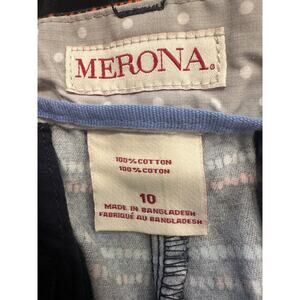 MERONA®
100% COTTON
100% COTON
10
MADE IN BANGLADESH
FABRIQUÉ AU BANGLADESH